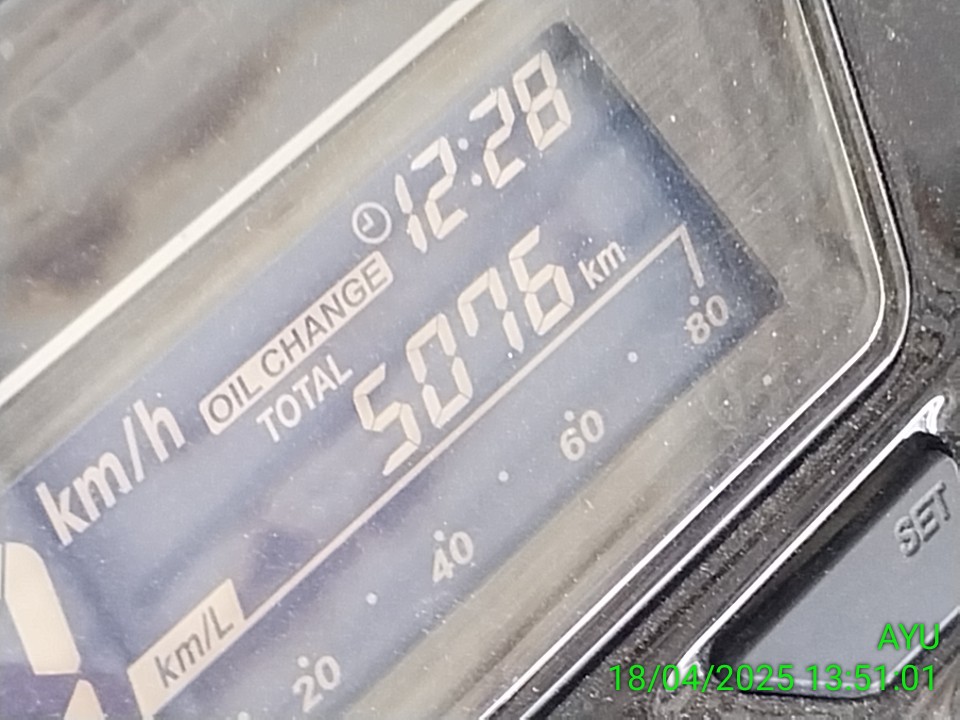 12:28
OIL CHANGE
TOTAL 5076 km
km/h
km/L
20 40 60 80
SET
AYU
18/04/2025 13:51:01